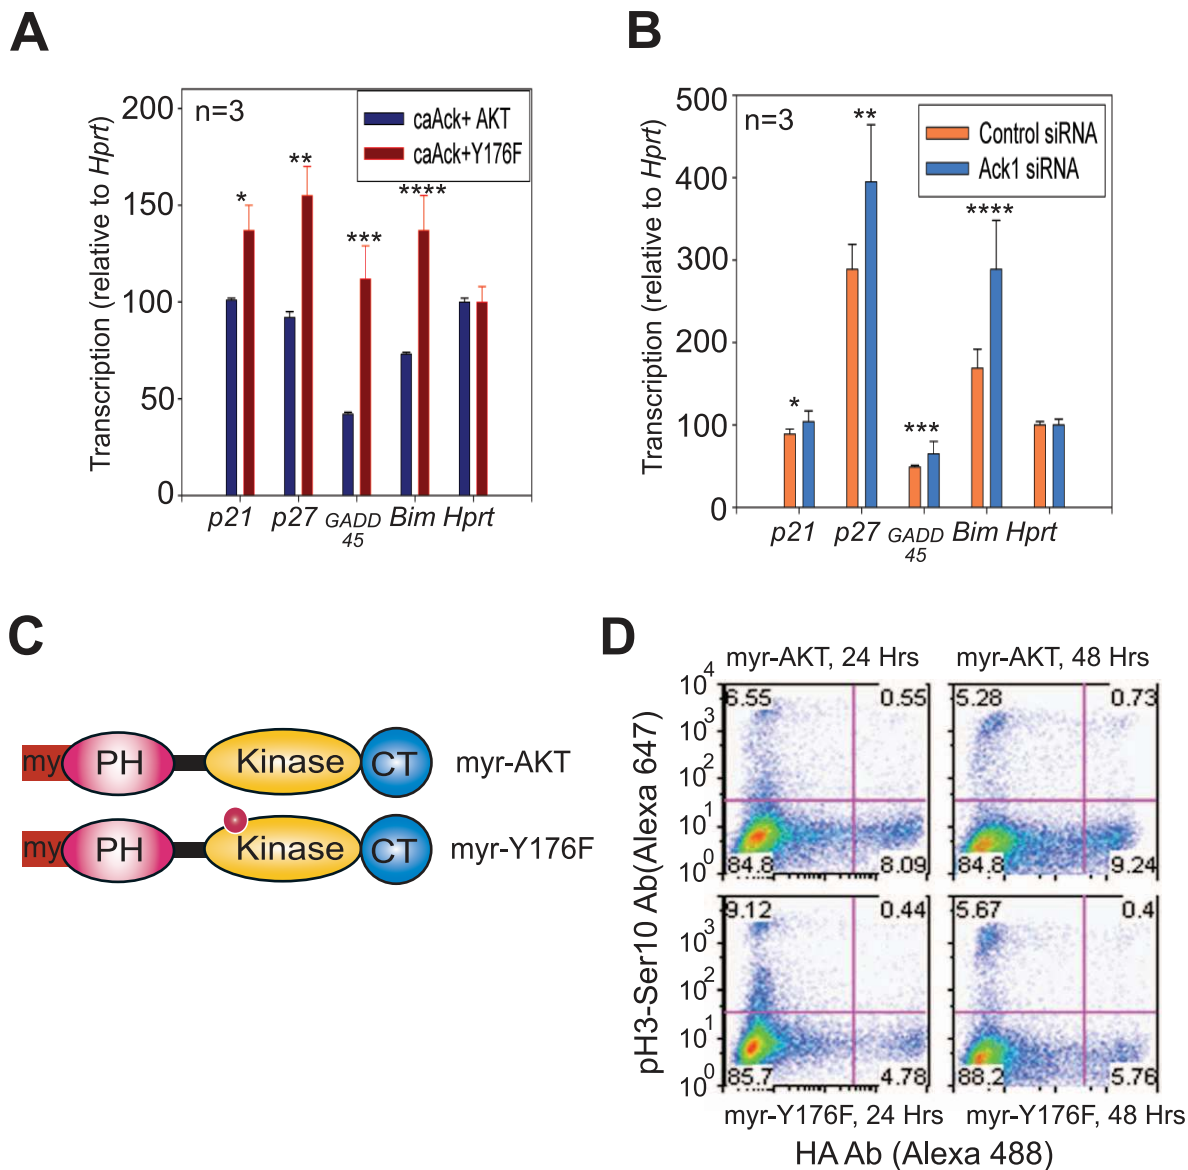 A
n=3
caAck+ AKT
caAck+Y176F
Transcription (relative to Hprt)
200
150
100
50
0
*
**
***
****
p21 p27 GADD 45 Bim Hprt
B
n=3
Control siRNA
Ack1 siRNA
Transcription (relative to Hprt)
500
400
300
200
100
0
*
**
***
****
p21 p27 GADD 45 Bim Hprt
C
my PH Kinase CT myr-AKT
my PH Kinase CT myr-Y176F
D
myr-AKT, 24 Hrs myr-AKT, 48 Hrs
pH3-Ser10 Ab(Alexa 647)
10^4
10^2
10^1
10^0
6.55 0.55
84.8 8.09
5.28 0.73
84.8 9.24
10^3
10^2
10^1
10^0
9.12 0.44
85.7 4.78
5.67 0.4
88.2 5.76
myr-Y176F, 24 Hrs myr-Y176F, 48 Hrs
HA Ab (Alexa 488)